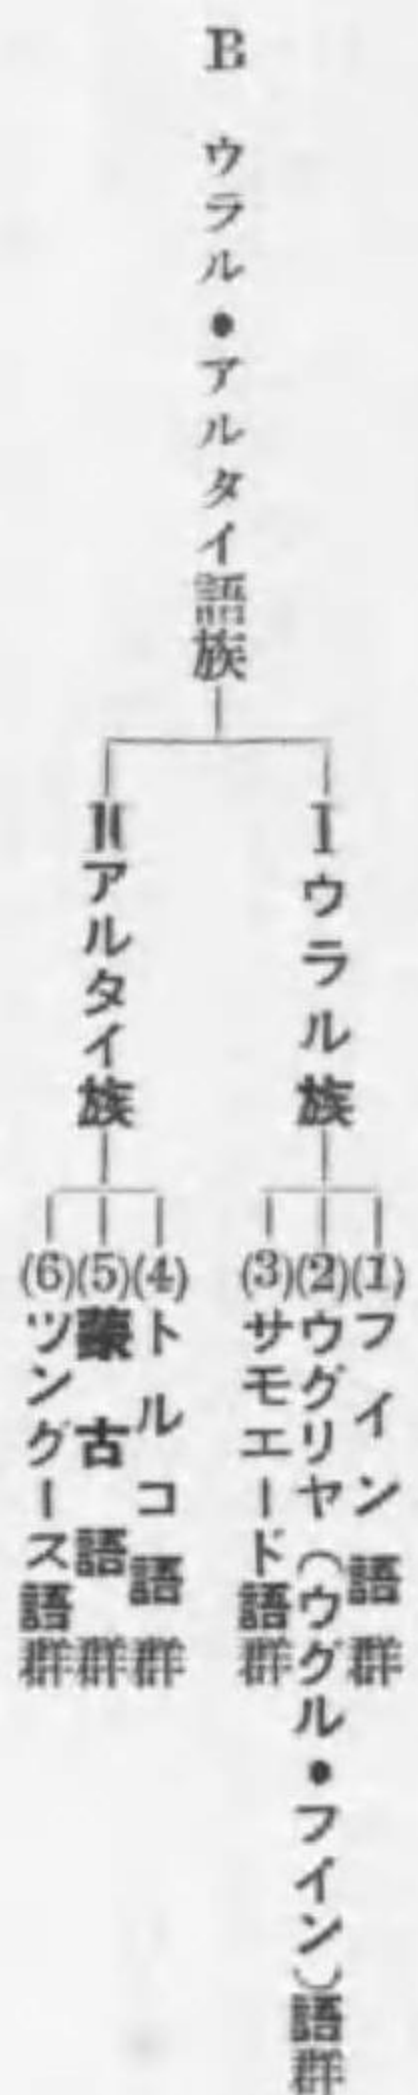 B ウラル・アルタイ語族
I ウラル族
(1)フイン語群
(2)ウグリヤ(ウグル・フイン)語群
(3)サモエード語群
II アルタイ族
(4)トルコ語群
(5)蒙古語群
(6)ツングース語群